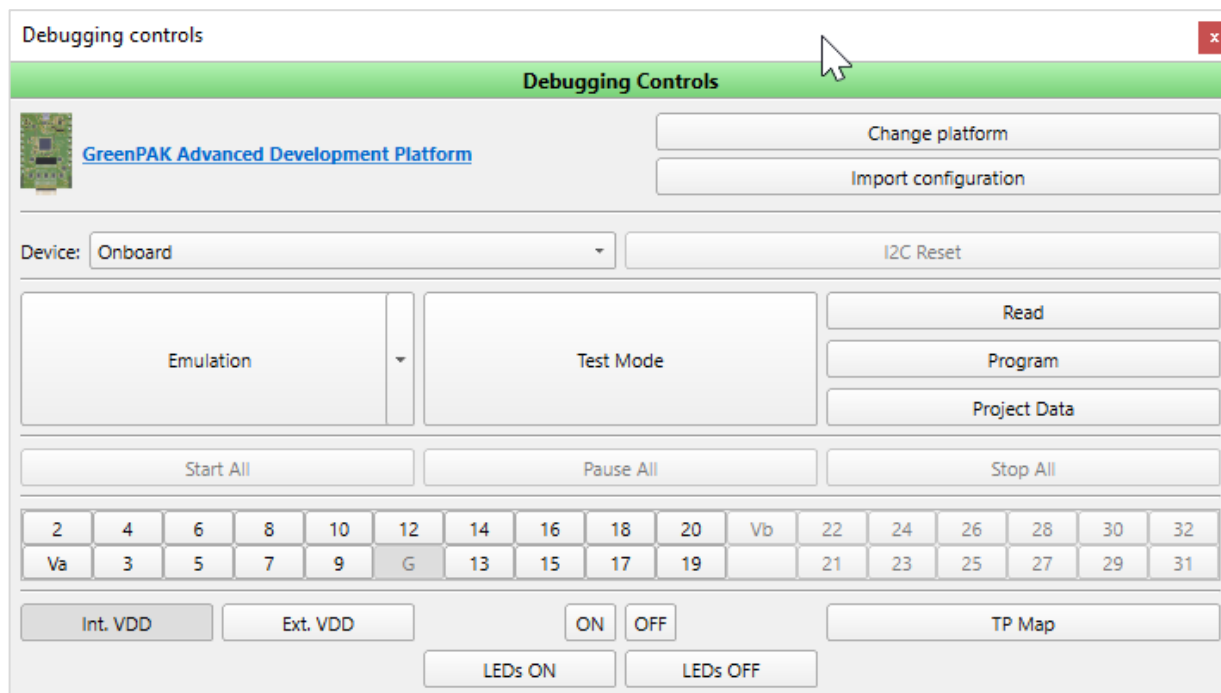 Debugging controls x
Debugging Controls
GreenPAK Advanced Development Platform
Change platform
Import configuration
Device: Onboard I2C Reset
Emulation Test Mode
Read
Program
Project Data
Start All Pause All Stop All
2 4 6 8 10 12 14 16 18 20 Vb 22 24 26 28 30 32
Va 3 5 7 9 G 13 15 17 19 21 23 25 27 29 31
Int. VDD Ext. VDD ON OFF TP Map
LEDs ON LEDs OFF